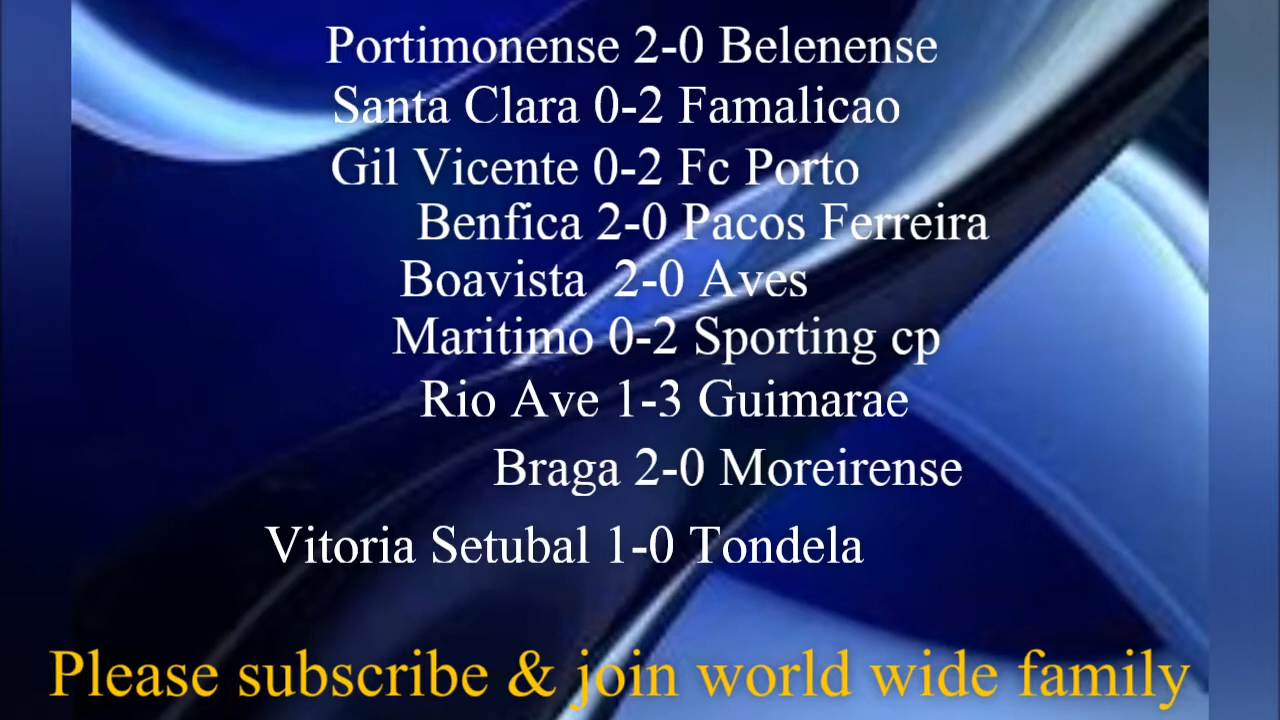 Portimonense 2-0 Belenense
Santa Clara 0-2 Famalicao
Gil Vicente 0-2 Fc Porto
Benfica 2-0 Pacos Ferreira
Boavista 2-0 Aves
Maritimo 0-2 Sporting cp
Rio Ave 1-3 Guimarae
Braga 2-0 Moreirense
Vitoria Setubal 1-0 Tondela
Please subscribe & join world wide family